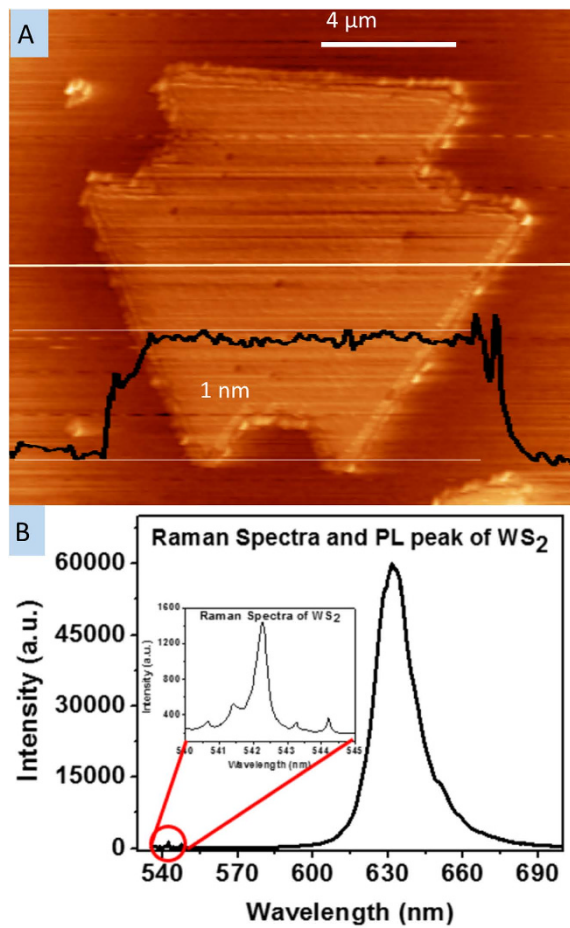 A
4 µm
1 nm
B
Raman Spectra and PL peak of WS₂
60000
45000
30000
15000
0
Intensity (a.u.)
Raman Spectra of WS₂
1600
1200
800
400
Intensity (a.u.)
540 541 542 543 544 545
Wavelength (nm)
540 570 600 630 660 690
Wavelength (nm)